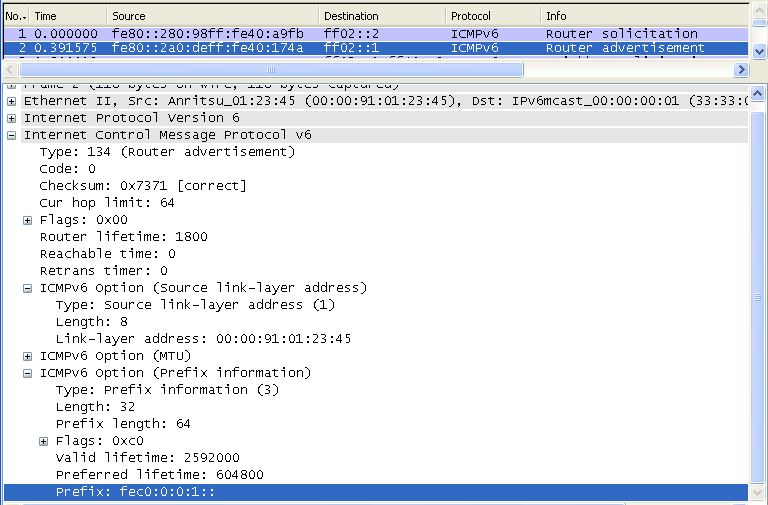 No. Time Source Destination Protocol Info
1 0.000000 fe80::280:98ff:fe40:a9fb ff02::2 ICMPv6 Router solicitation
2 0.391575 fe80::2a0:deff:fe40:174a ff02::1 ICMPv6 Router advertisement
Ethernet II, Src: Anritsu_01:23:45 (00:00:91:01:23:45), Dst: IPv6mcast_00:00:00:01 (33:33:0
Internet Protocol Version 6
Internet Control Message Protocol v6
Type: 134 (Router advertisement)
Code: 0
Checksum: 0x7371 [correct]
Cur hop limit: 64
Flags: 0x00
Router lifetime: 1800
Reachable time: 0
Retrans timer: 0
ICMPv6 Option (Source link-layer address)
Type: Source link-layer address (1)
Length: 8
Link-layer address: 00:00:91:01:23:45
ICMPv6 Option (MTU)
ICMPv6 Option (Prefix information)
Type: Prefix information (3)
Length: 32
Prefix length: 64
Flags: 0xc0
Valid lifetime: 2592000
Preferred lifetime: 604800
Prefix: fec0:0:0:1::